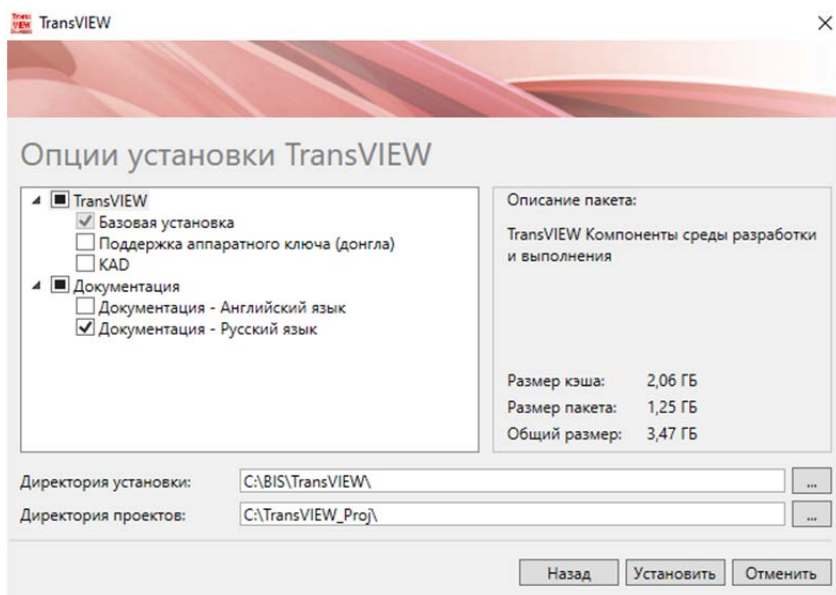 TransVIEW
Опции установки TransVIEW
TransVIEW
Базовая установка
Поддержка аппаратного ключа (донгла)
KAD
Документация
Документация - Английский язык
Документация - Русский язык
Описание пакета:
TransVIEW Компоненты среды разработки
и выполнения
Размер кэша: 2,06 ГБ
Размер пакета: 1,25 ГБ
Общий размер: 3,47 ГБ
Директория установки: C:\BIS\TransVIEW\ ...
Директория проектов: C:\TransVIEW_Proj\ ...
Назад Установить Отменить